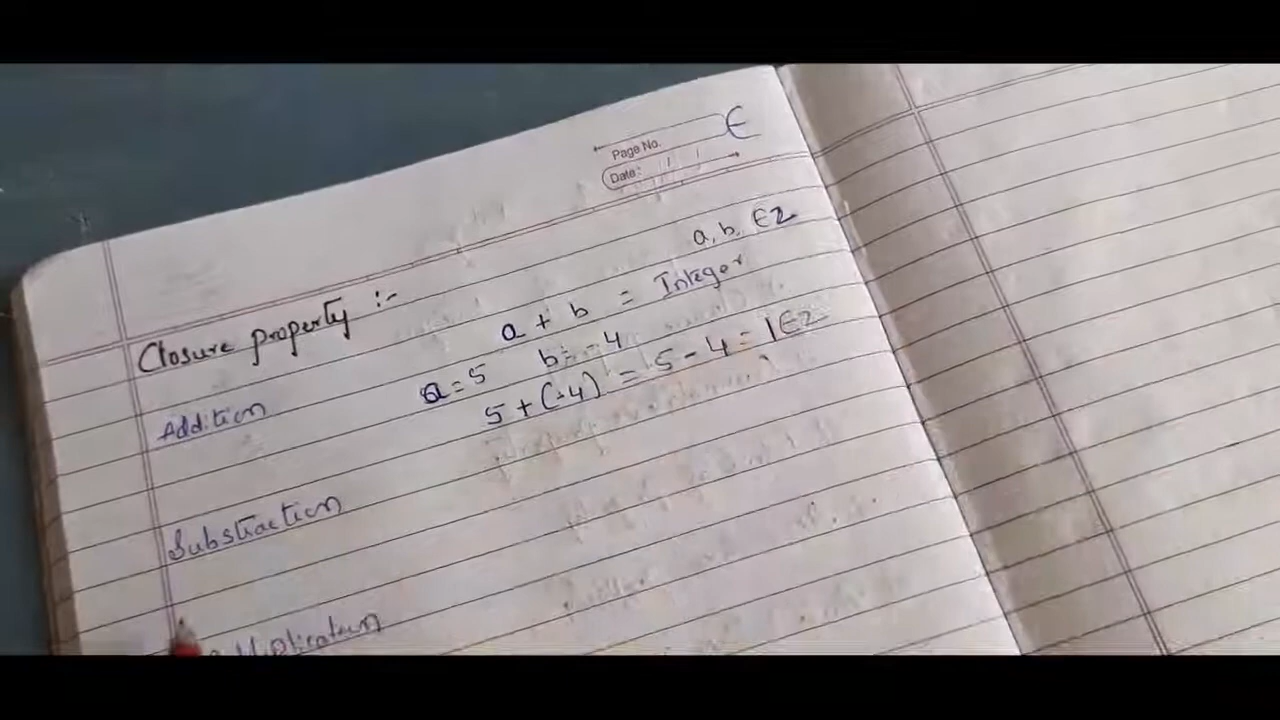 ∈
Page No.
Date: / /
a, b, ∈ Z
Closure property :-
a + b = Integer
Addition
a = 5 b = -4
5 + (-4) = 5 - 4 = 1 ∈ Z
Substraction